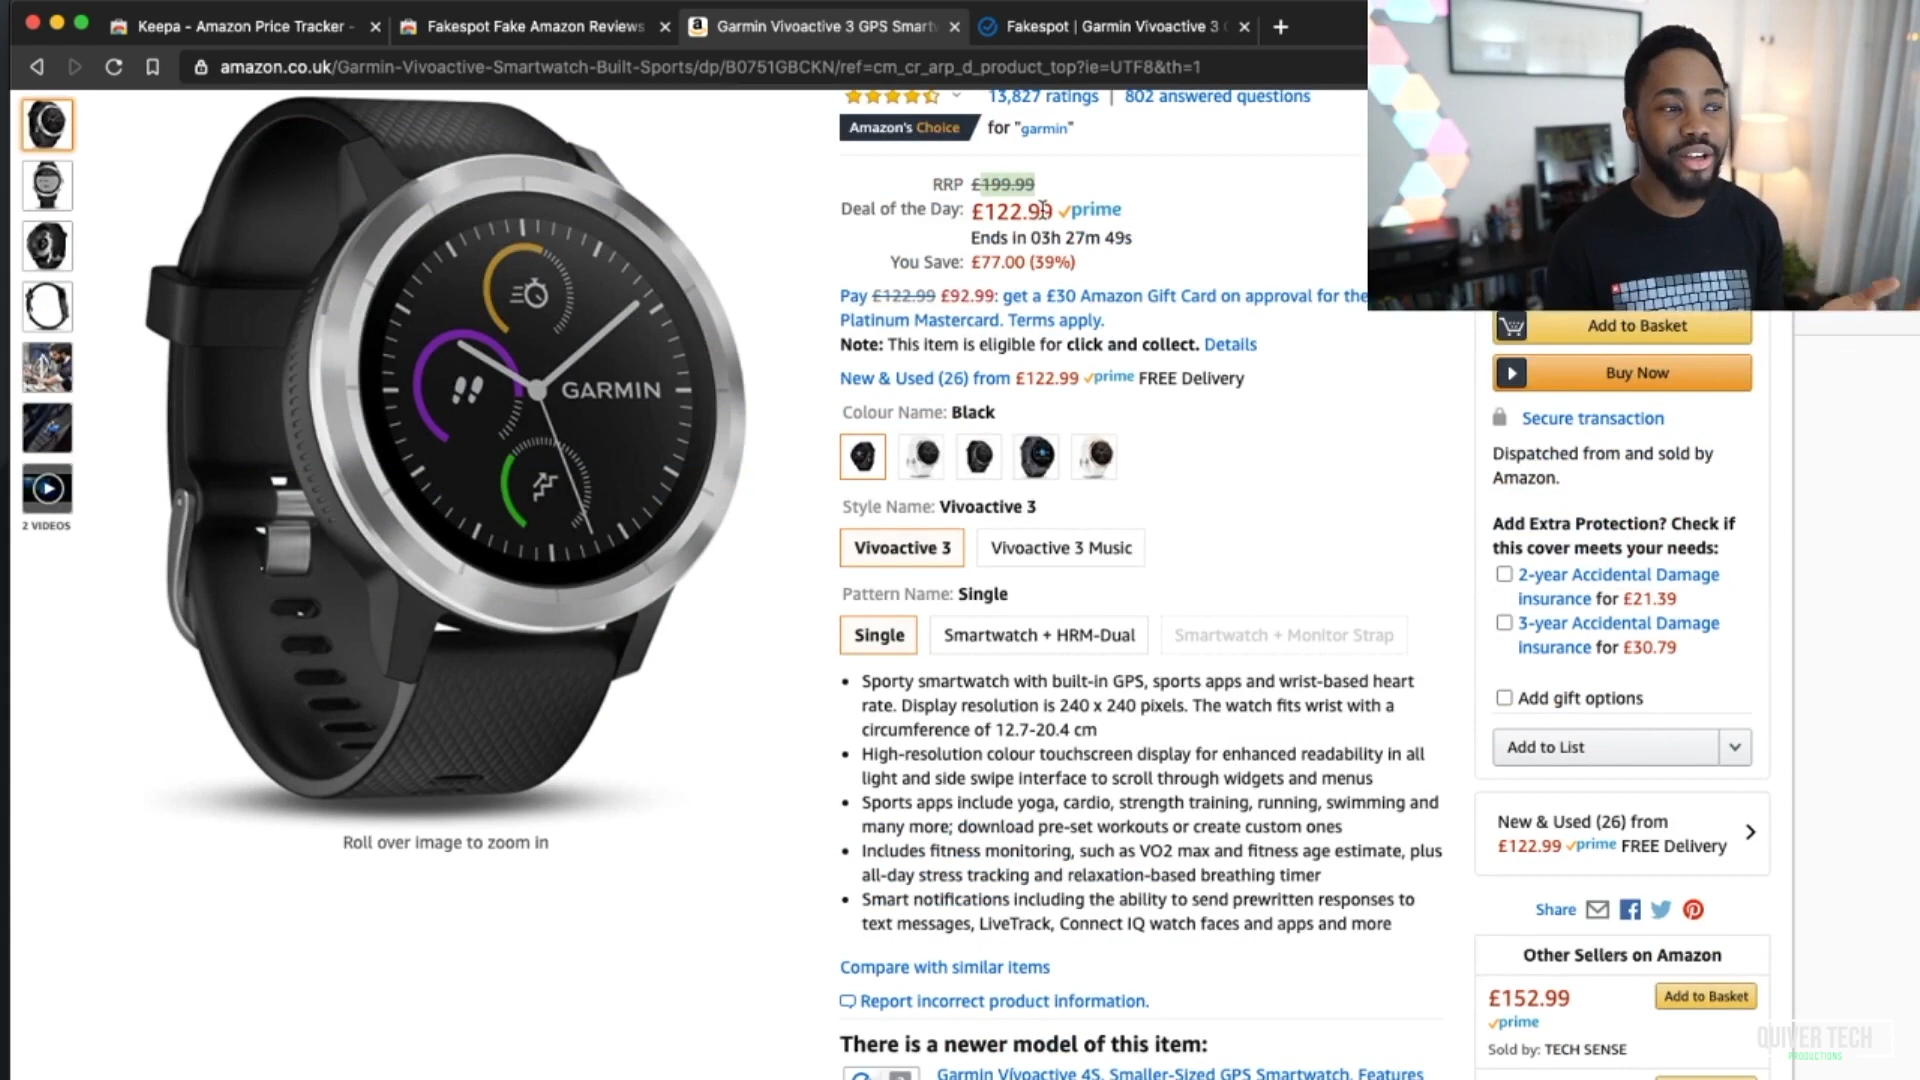 Keepa - Amazon Price Tracker -
Fakespot Fake Amazon Reviews
Garmin Vivoactive 3 GPS Smart
Fakespot | Garmin Vivoactive 3
amazon.co.uk/Garmin-Vivoactive-Smartwatch-Built-Sports/dp/B0751GBCKN/ref=cm_cr_arp_d_product_top?ie=UTF8&th=1
13,827 ratings | 802 answered questions
Amazon's Choice for "garmin"
RRP £199.99
Deal of the Day: £122.99 prime
Ends in 03h 27m 49s
You Save: £77.00 (39%)
Pay £122.99 £92.99: get a £30 Amazon Gift Card on approval for the
Platinum Mastercard. Terms apply.
Note: This item is eligible for click and collect. Details
New & Used (26) from £122.99 prime FREE Delivery
Colour Name: Black
Style Name: Vivoactive 3
Vivoactive 3 Vivoactive 3 Music
Pattern Name: Single
Single Smartwatch + HRM-Dual Smartwatch + Monitor Strap
• Sporty smartwatch with built-in GPS, sports apps and wrist-based heart
rate. Display resolution is 240 x 240 pixels. The watch fits wrist with a
circumference of 12.7-20.4 cm
• High-resolution colour touchscreen display for enhanced readability in all
light and side swipe interface to scroll through widgets and menus
• Sports apps include yoga, cardio, strength training, running, swimming and
many more; download pre-set workouts or create custom ones
• Includes fitness monitoring, such as VO2 max and fitness age estimate, plus
all-day stress tracking and relaxation-based breathing timer
• Smart notifications including the ability to send prewritten responses to
text messages, LiveTrack, Connect IQ watch faces and apps and more
Compare with similar items
Report incorrect product information.
There is a newer model of this item:
Garmin Vívoactive 4S, Smaller-Sized GPS Smartwatch, Features
GARMIN
2 VIDEOS
Roll over image to zoom in
Add to Basket
Buy Now
Secure transaction
Dispatched from and sold by
Amazon.
Add Extra Protection? Check if
this cover meets your needs:
2-year Accidental Damage
insurance for £21.39
3-year Accidental Damage
insurance for £30.79
Add gift options
Add to List
New & Used (26) from
£122.99 prime FREE Delivery
Share
Other Sellers on Amazon
£152.99 Add to Basket
prime
Sold by: TECH SENSE
QUIVER TECH
PRODUCTIONS